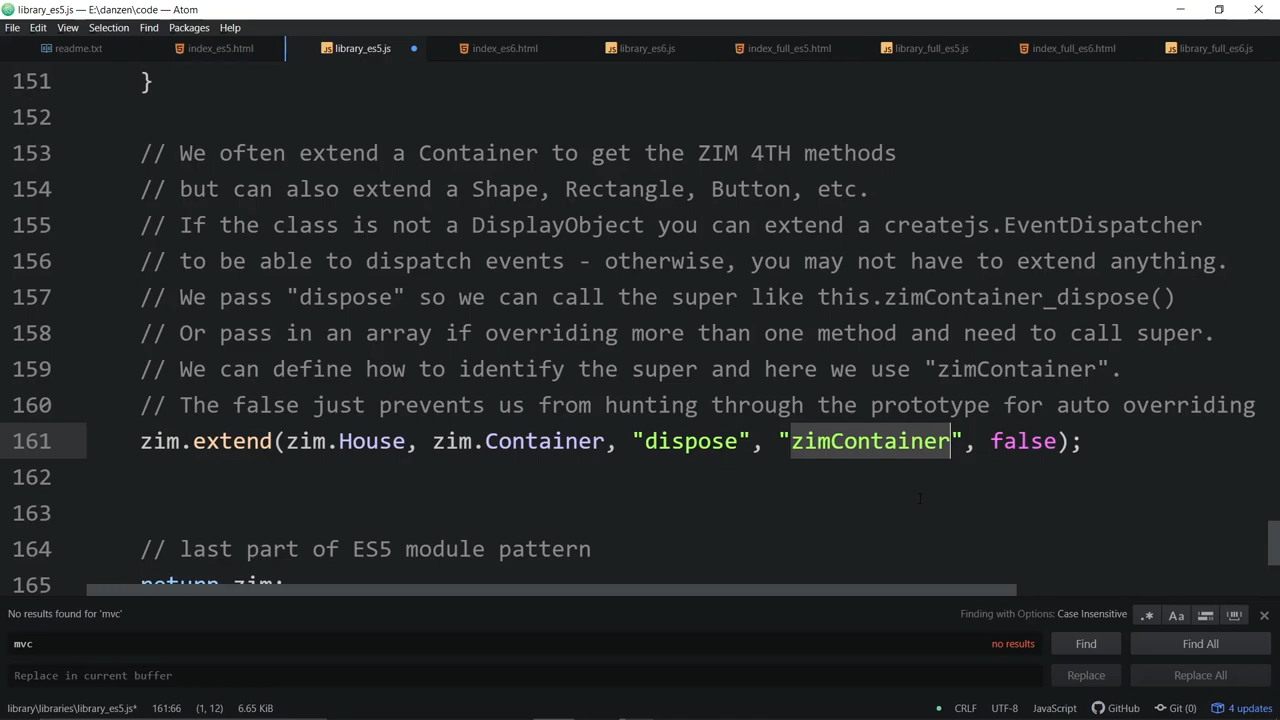 library_es5.js — E:\danzen\code — Atom
File Edit View Selection Find Packages Help
readme.txt index_es5.html library_es5.js index_es6.html library_es6.js index_full_es5.html library_full_es5.js index_full_es6.html library_full_es6.js
151 }
152
153 // We often extend a Container to get the ZIM 4TH methods
154 // but can also extend a Shape, Rectangle, Button, etc.
155 // If the class is not a DisplayObject you can extend a createjs.EventDispatcher
156 // to be able to dispatch events - otherwise, you may not have to extend anything.
157 // We pass "dispose" so we can call the super like this.zimContainer_dispose()
158 // Or pass in an array if overriding more than one method and need to call super.
159 // We can define how to identify the super and here we use "zimContainer".
160 // The false just prevents us from hunting through the prototype for auto overriding
161 zim.extend(zim.House, zim.Container, "dispose", "zimContainer", false);
162
163
164 // last part of ES5 module pattern
165 return zim;
No results found for 'mvc' Finding with Options: Case Insensitive .* Aa
mvc no results Find Find All
Replace in current buffer Replace Replace All
library\libraries\library_es5.js* 161:66 (1, 12) 6.65 KiB CRLF UTF-8 JavaScript GitHub Git (0) 4 updates